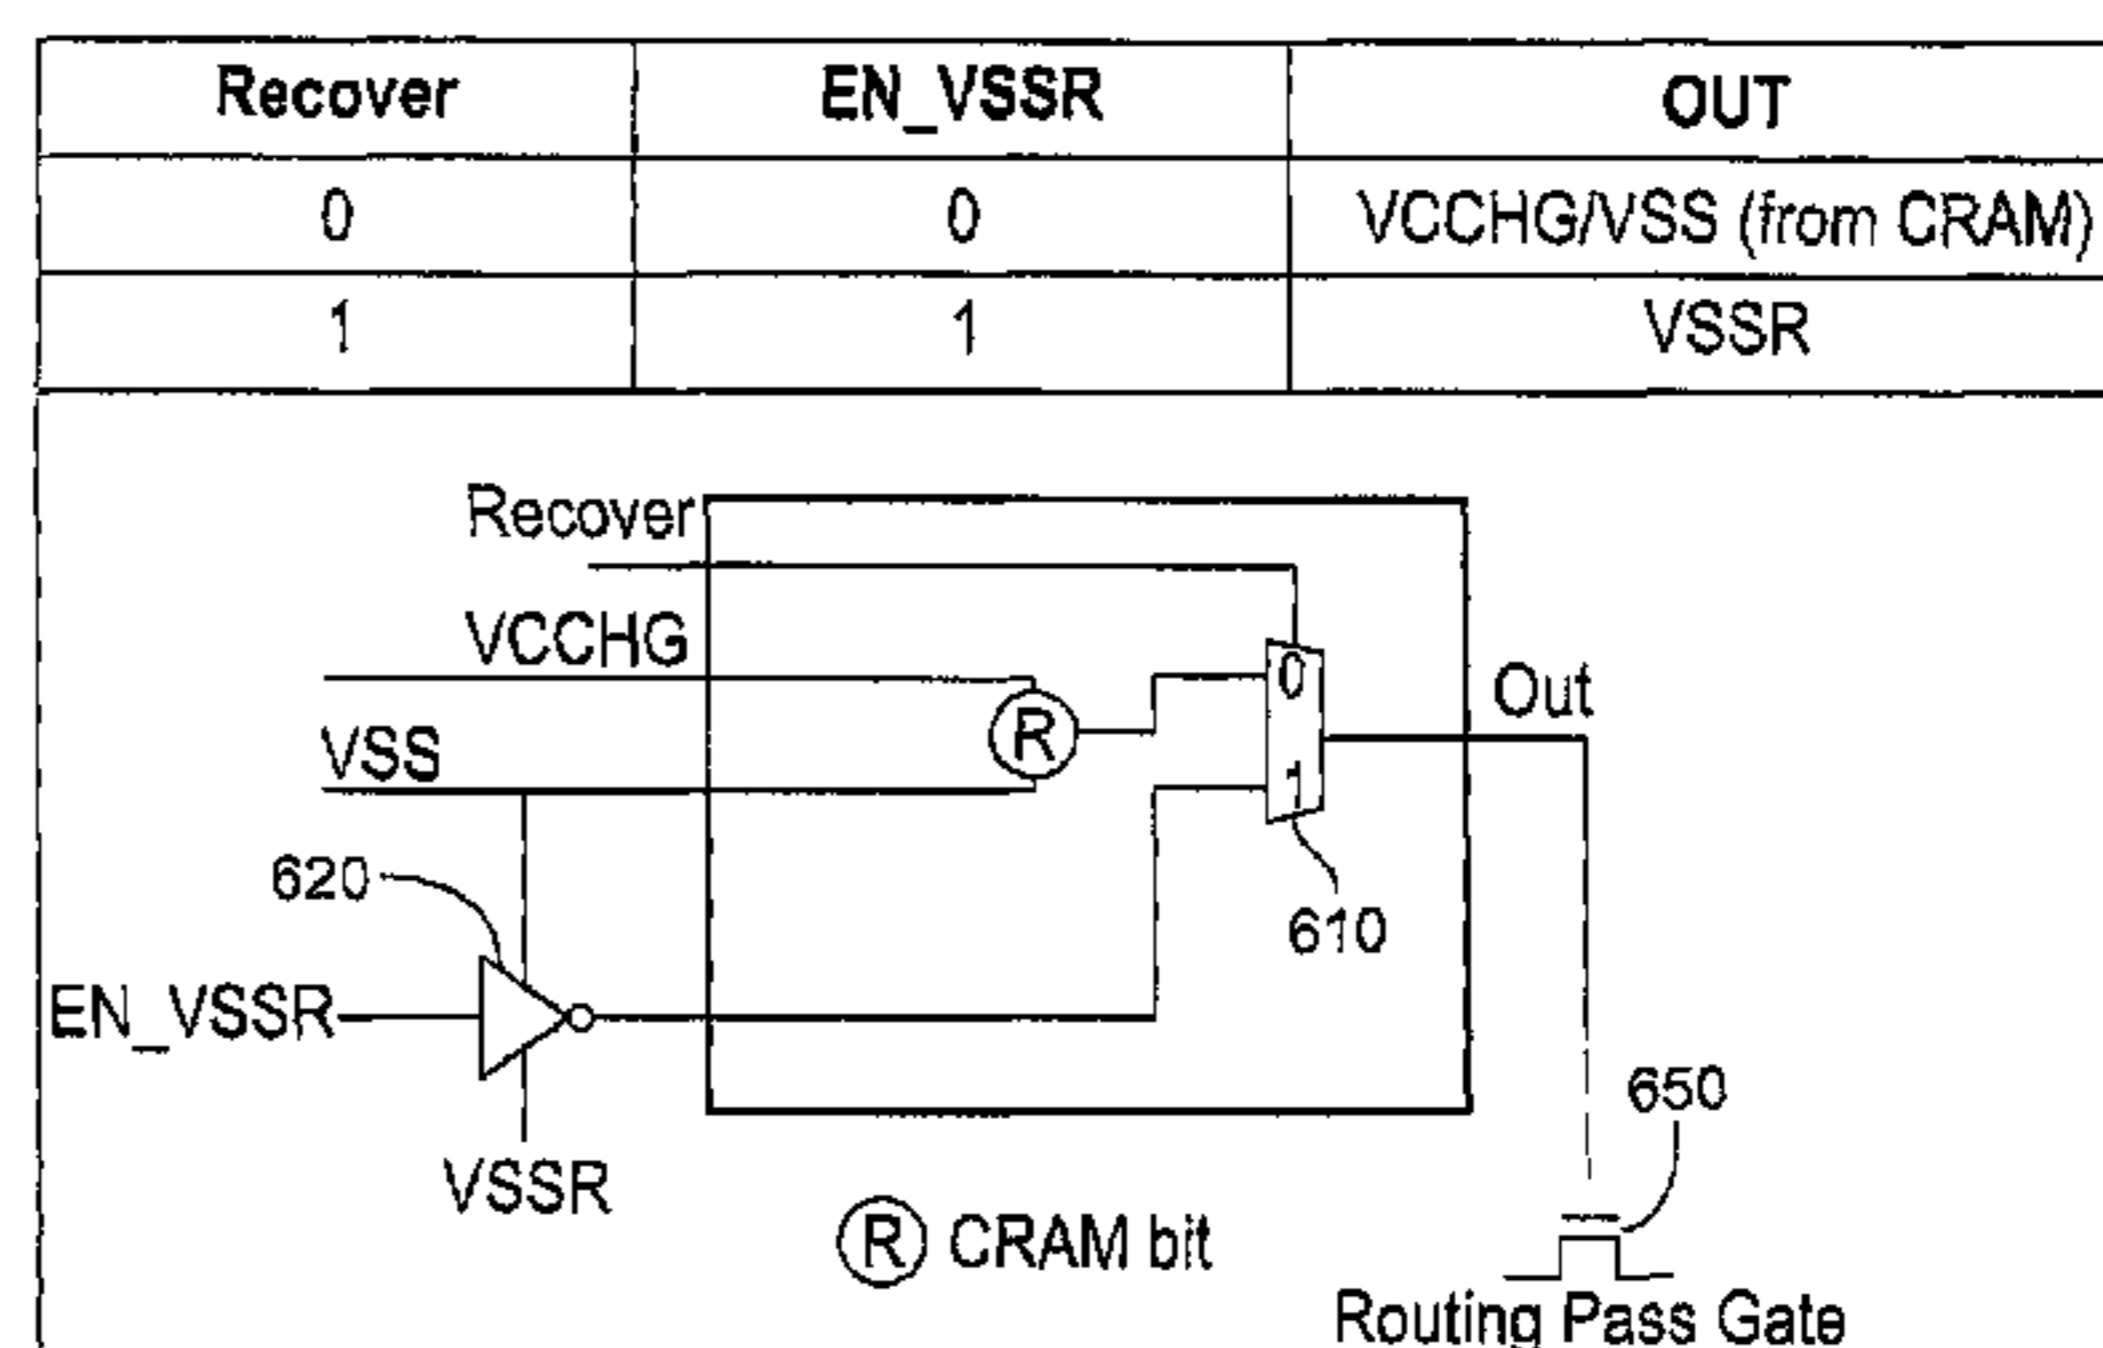 Recover EN_VSSR OUT
0 0 VCCHG/VSS (from CRAM)
1 1 VSSR
Recover
VCCHG
0
Out
R
VSS
1
620
610
EN_VSSR
650
VSSR
R CRAM bit
Routing Pass Gate